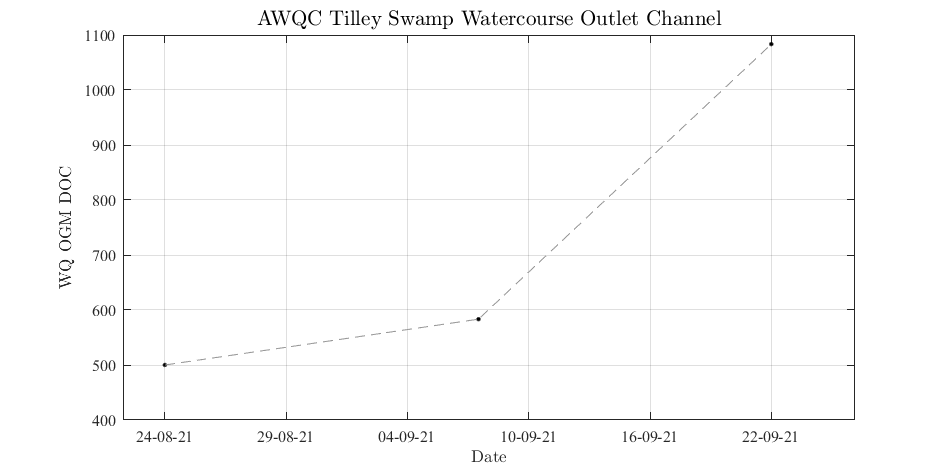 AWQC Tilley Swamp Watercourse Outlet Channel
1100
1000
900
800
700
600
500
400
WQ OGM DOC
24-08-21 29-08-21 04-09-21 10-09-21 16-09-21 22-09-21
Date